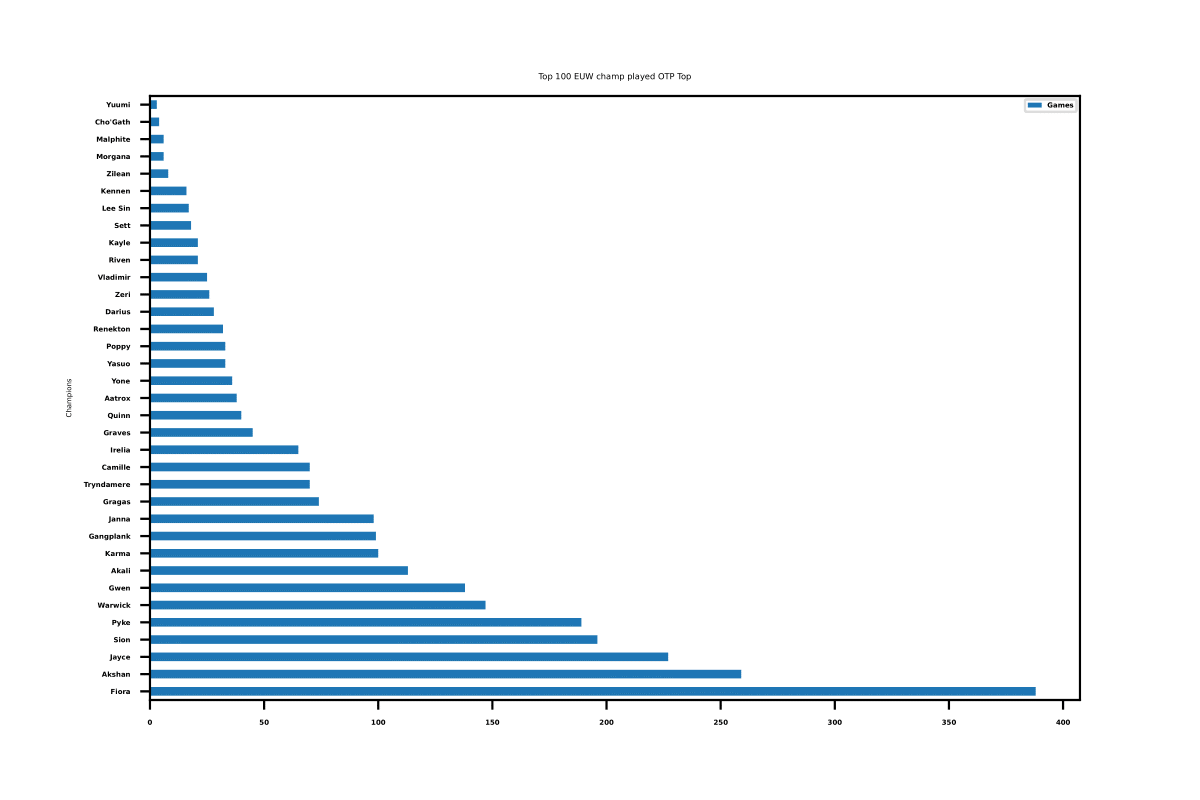 Top 100 EUW champ played OTP Top
Games
Champions
Yuumi
Cho'Gath
Malphite
Morgana
Zilean
Kennen
Lee Sin
Sett
Kayle
Riven
Vladimir
Zeri
Darius
Renekton
Poppy
Yasuo
Yone
Aatrox
Quinn
Graves
Irelia
Camille
Tryndamere
Gragas
Janna
Gangplank
Karma
Akali
Gwen
Warwick
Pyke
Sion
Jayce
Akshan
Fiora
0 50 100 150 200 250 300 350 400